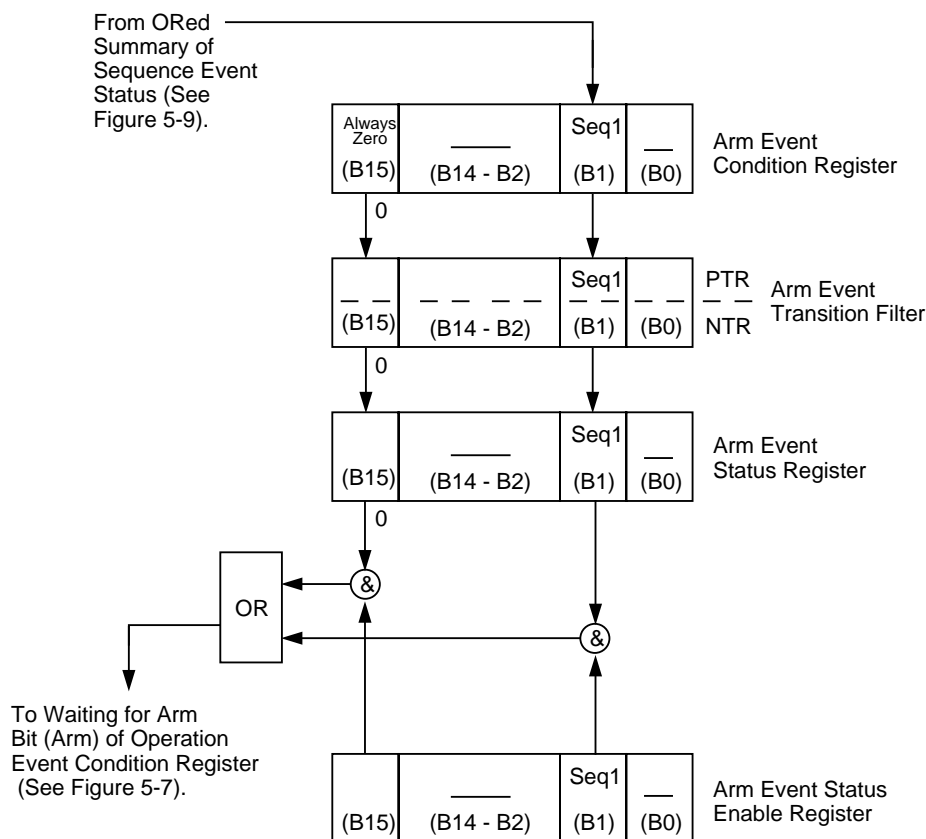 From ORed
Summary of
Sequence Event
Status (See
Figure 5-9).
Always
Zero
(B15)
(B14 - B2)
Seq1
(B1)
(B0)
Arm Event
Condition Register
0
(B15)
(B14 - B2)
Seq1
(B1)
(B0)
PTR
NTR
Arm Event
Transition Filter
0
(B15)
(B14 - B2)
Seq1
(B1)
(B0)
Arm Event
Status Register
0
&
OR
&
To Waiting for Arm
Bit (Arm) of Operation
Event Condition Register
(See Figure 5-7).
(B15)
(B14 - B2)
Seq1
(B1)
(B0)
Arm Event Status
Enable Register